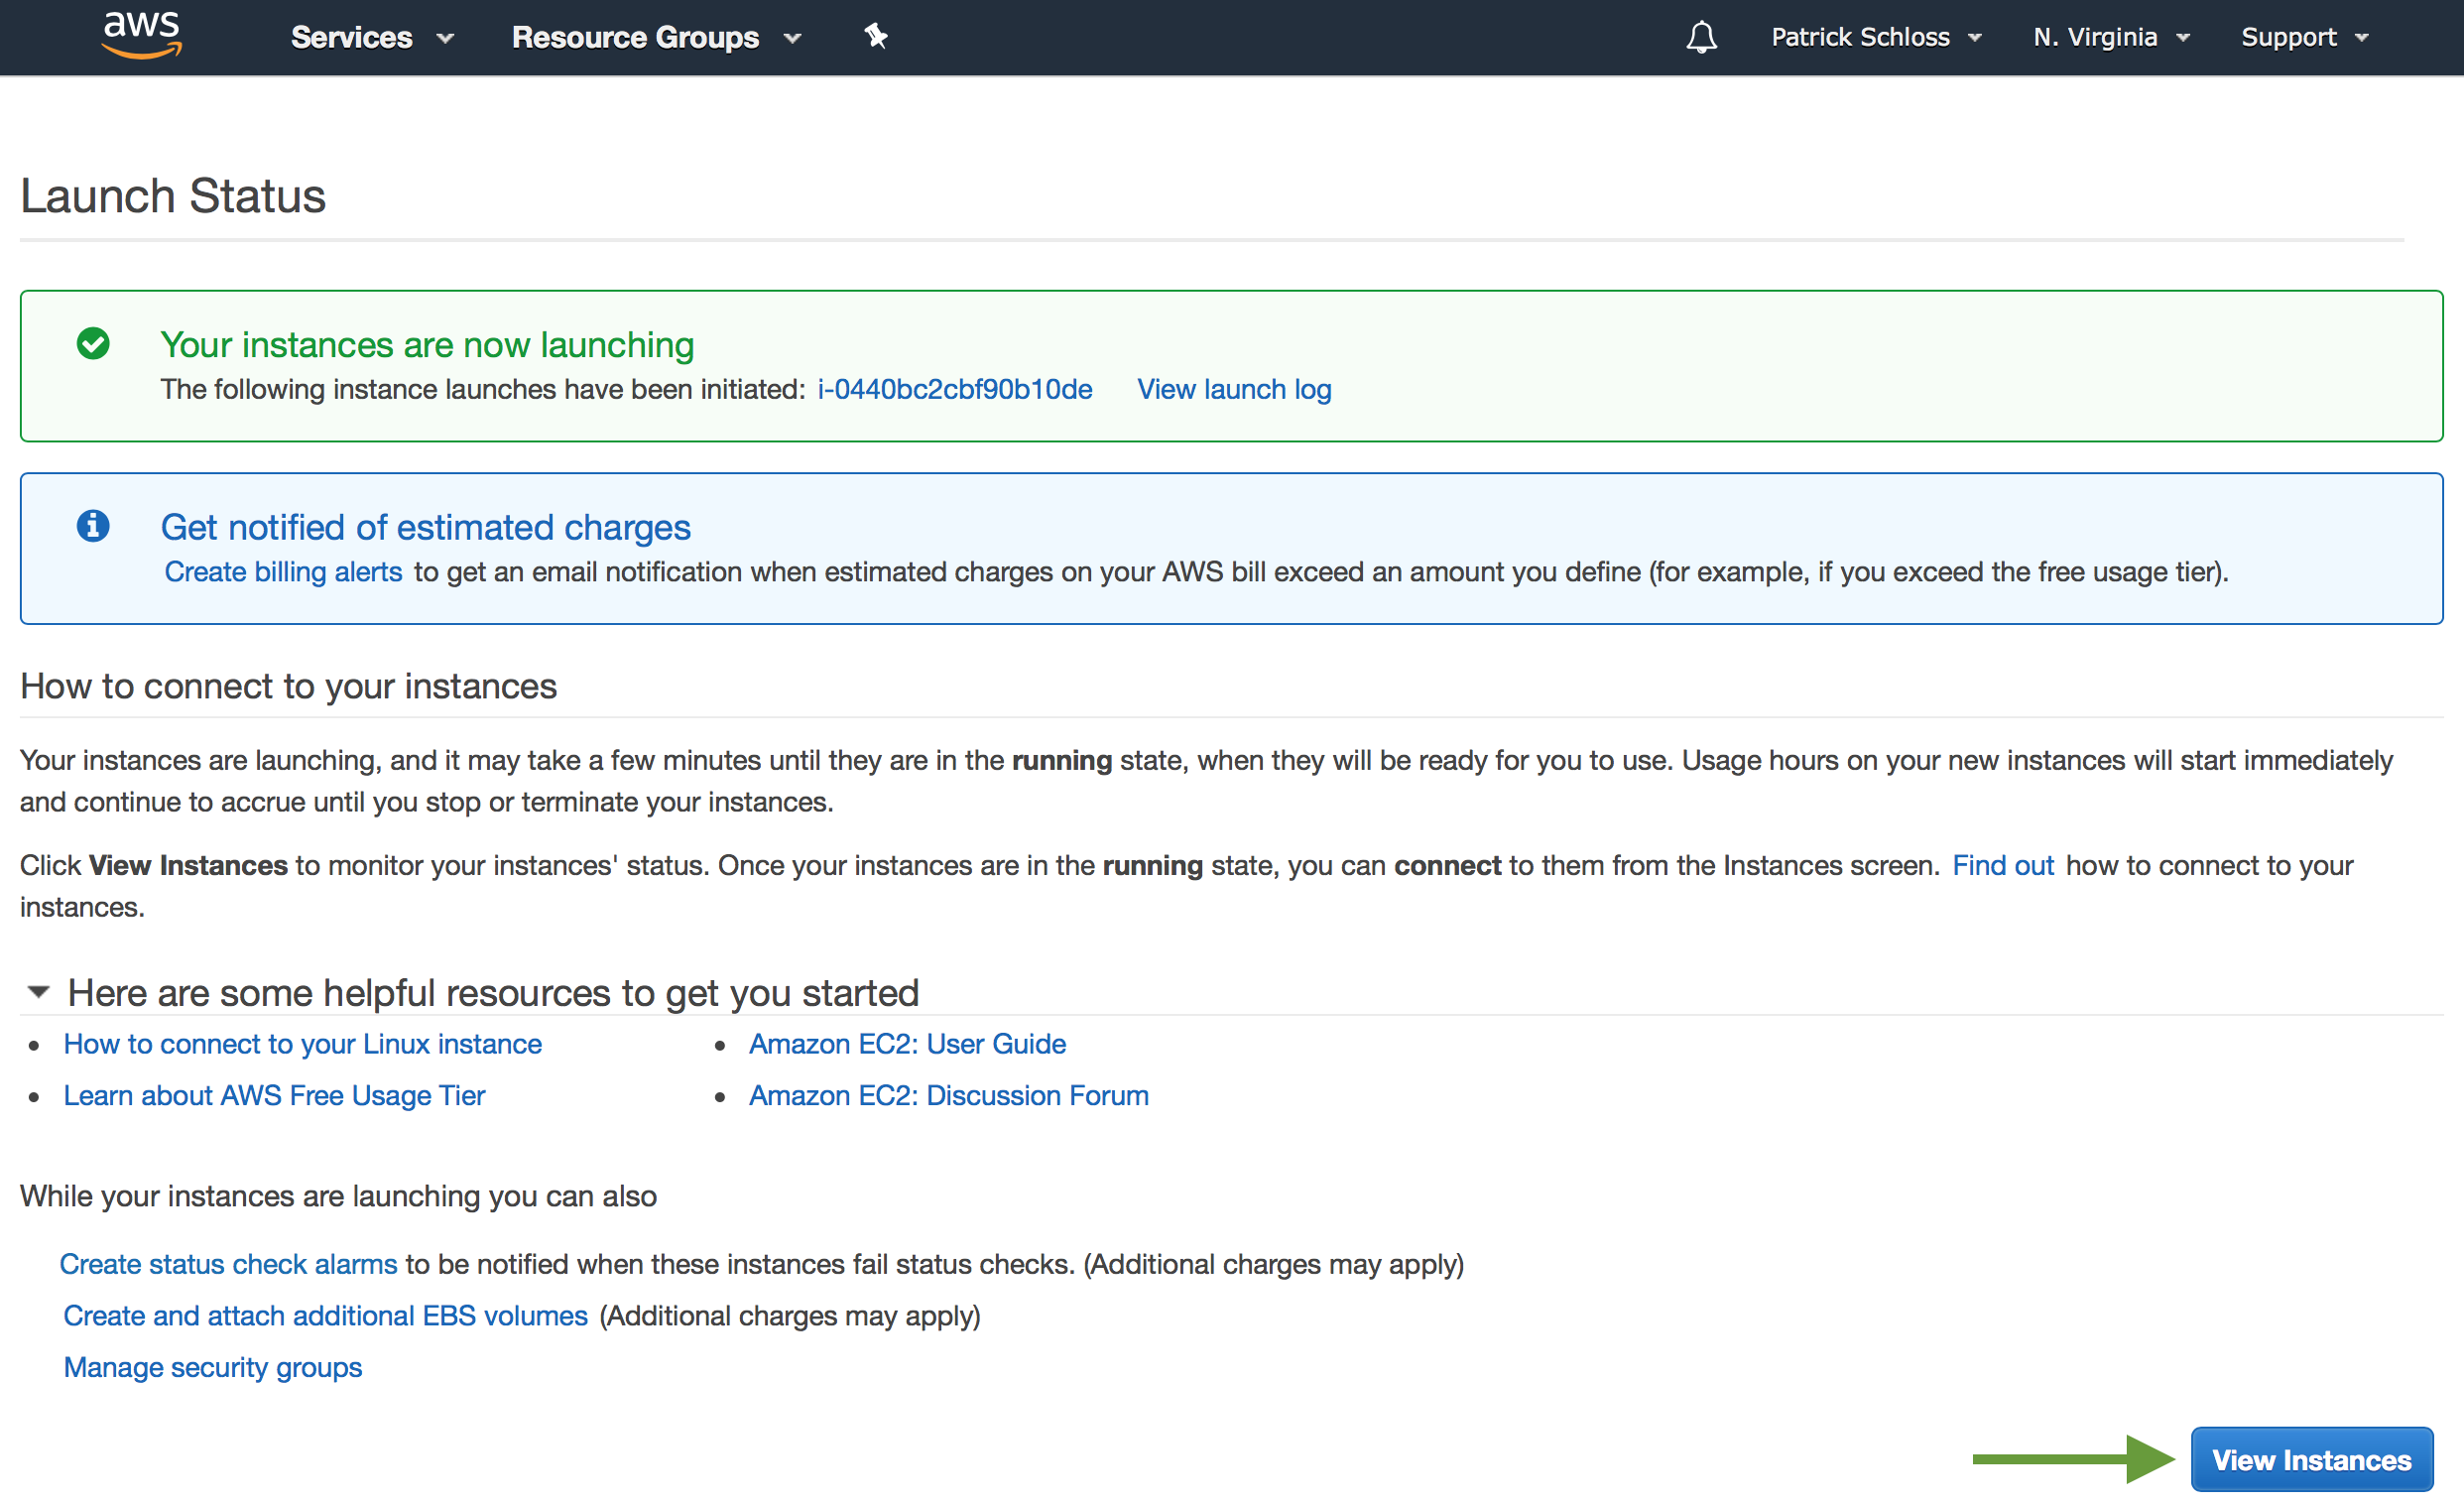 aws Services Resource Groups Patrick Schloss N. Virginia Support
Launch Status
Your instances are now launching
The following instance launches have been initiated: i-0440bc2cbf90b10de View launch log
Get notified of estimated charges
Create billing alerts to get an email notification when estimated charges on your AWS bill exceed an amount you define (for example, if you exceed the free usage tier).
How to connect to your instances
Your instances are launching, and it may take a few minutes until they are in the running state, when they will be ready for you to use. Usage hours on your new instances will start immediately
and continue to accrue until you stop or terminate your instances.
Click View Instances to monitor your instances' status. Once your instances are in the running state, you can connect to them from the Instances screen. Find out how to connect to your
instances.
Here are some helpful resources to get you started
• How to connect to your Linux instance • Amazon EC2: User Guide
• Learn about AWS Free Usage Tier • Amazon EC2: Discussion Forum
While your instances are launching you can also
Create status check alarms to be notified when these instances fail status checks. (Additional charges may apply)
Create and attach additional EBS volumes (Additional charges may apply)
Manage security groups
View Instances